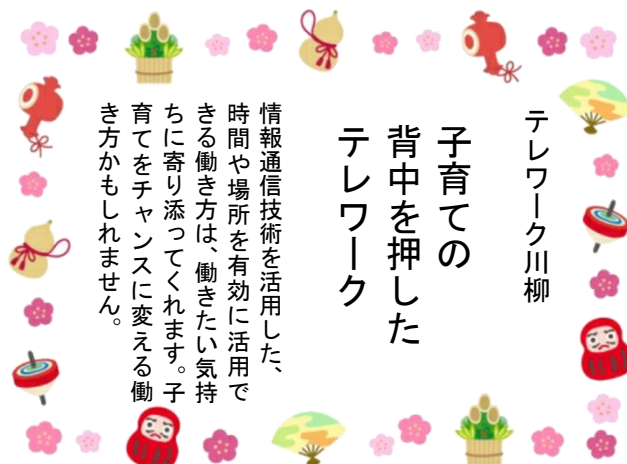 テレワーク川柳
子育ての
背中を押した
テレワーク
情報通信技術を活用した、
時間や場所を有効に活用で
きる働き方は、働きたい気持
ちに寄り添ってくれます。子
育てをチャンスに変える働
き方かもしれません。